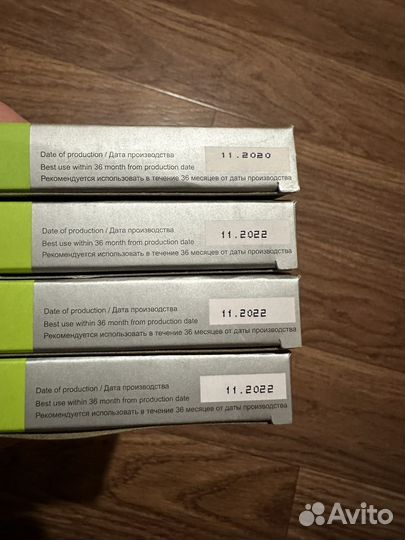 Date of production / Дата производства 11.2020
Best use within 36 month from production date
Рекомендуется использовать в течение 36 месяцев от даты производства
Date of production / Дата производства 11.2022
Best use within 36 month from production date
Рекомендуется использовать в течение 36 месяцев от даты производства
Date of production / Дата производства 11.2022
Best use within 36 month from production date
Рекомендуется использовать в течение 36 месяцев от даты производства
Date of production / Дата производства 11.2022
Best use within 36 month from production date
Рекомендуется использовать в течение 36 месяцев от даты производства
Avito